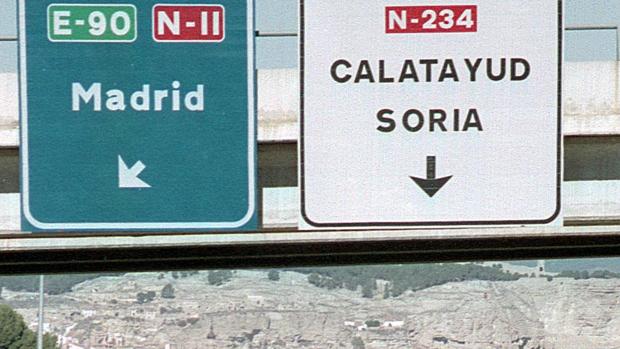 E-90 N-II
Madrid
N-234
CALATAYUD
SORIA